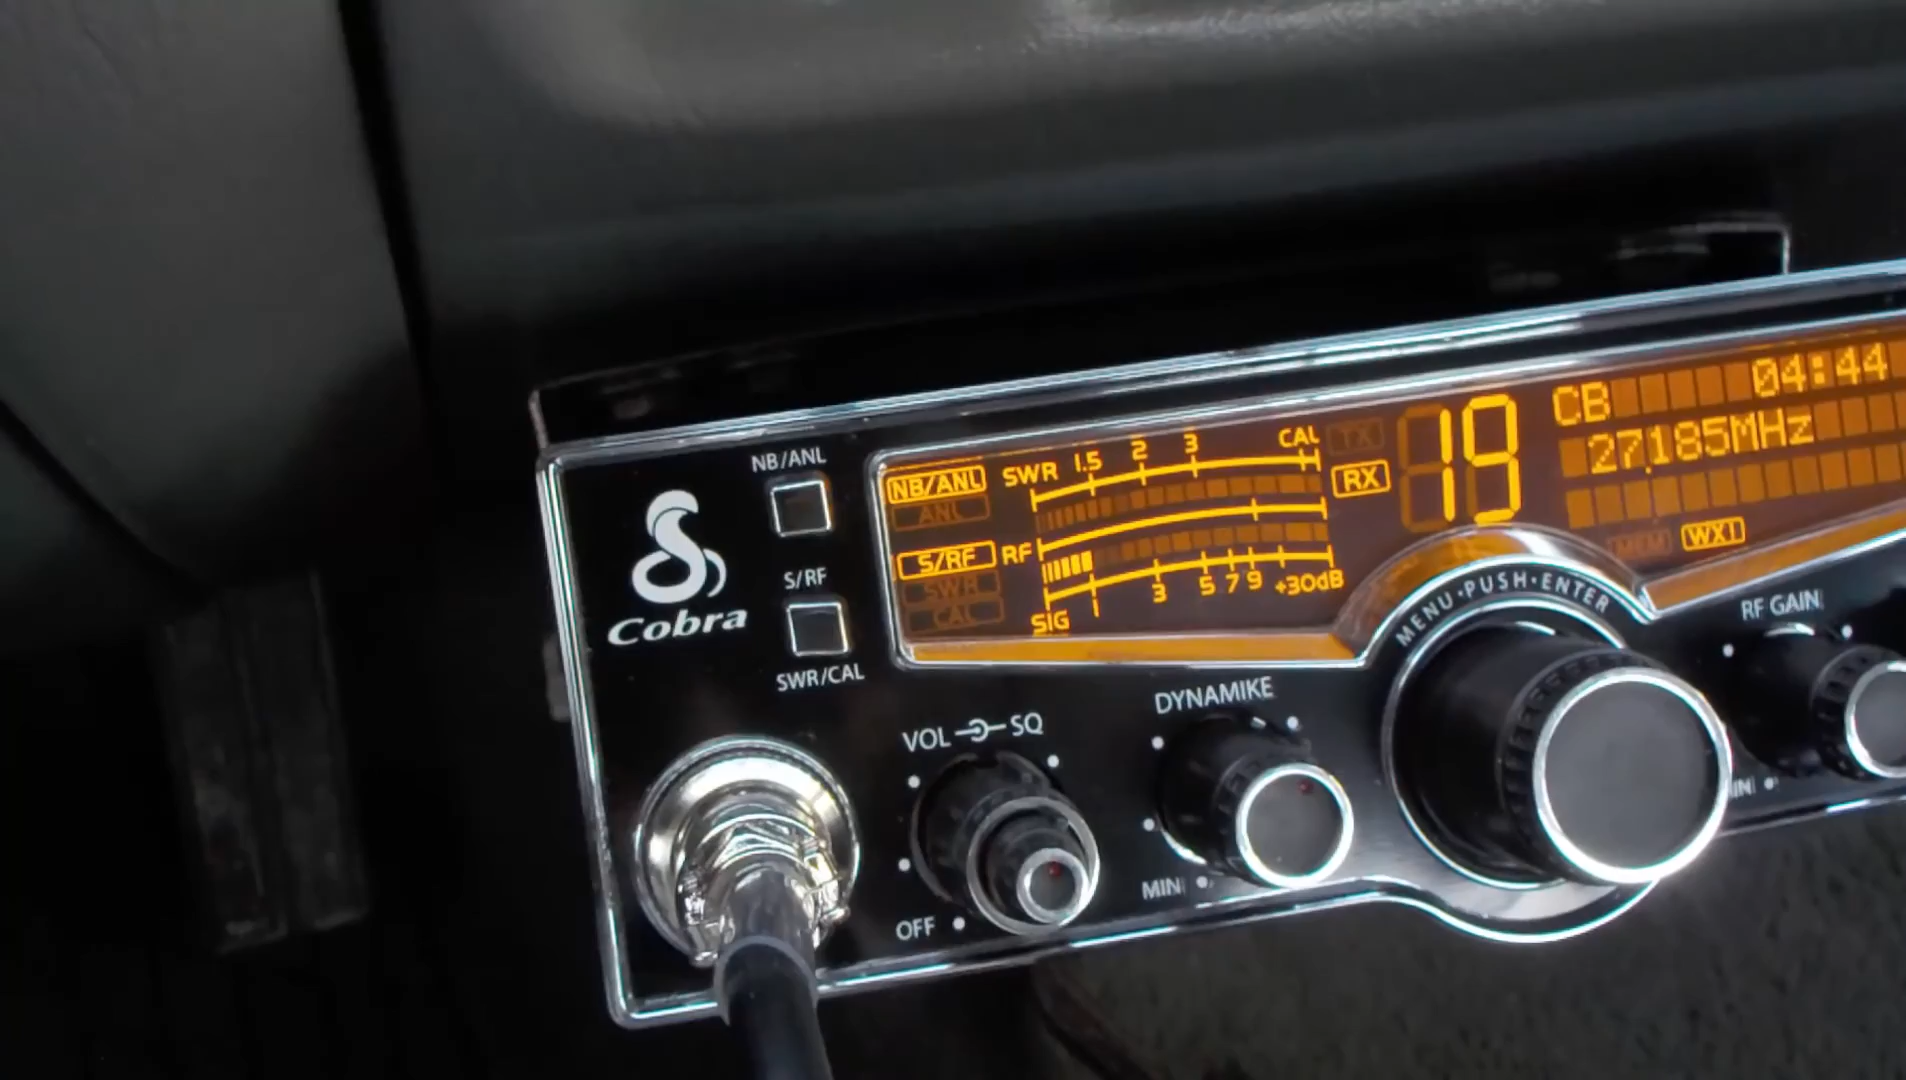 NB/ANL
Cobra
S/RF
SWR/CAL
NB/ANL
ANL
S/RF
SWR
CAL
SWR 1.5 2 3 CAL
RF
1 3 5 7 9 +30dB
SIG
TX
RX
19
CB 04:44
27.185MHz
MEM WX1
MENU•PUSH•ENTER
RF GAIN
VOL SQ
OFF
DYNAMIKE
MIN